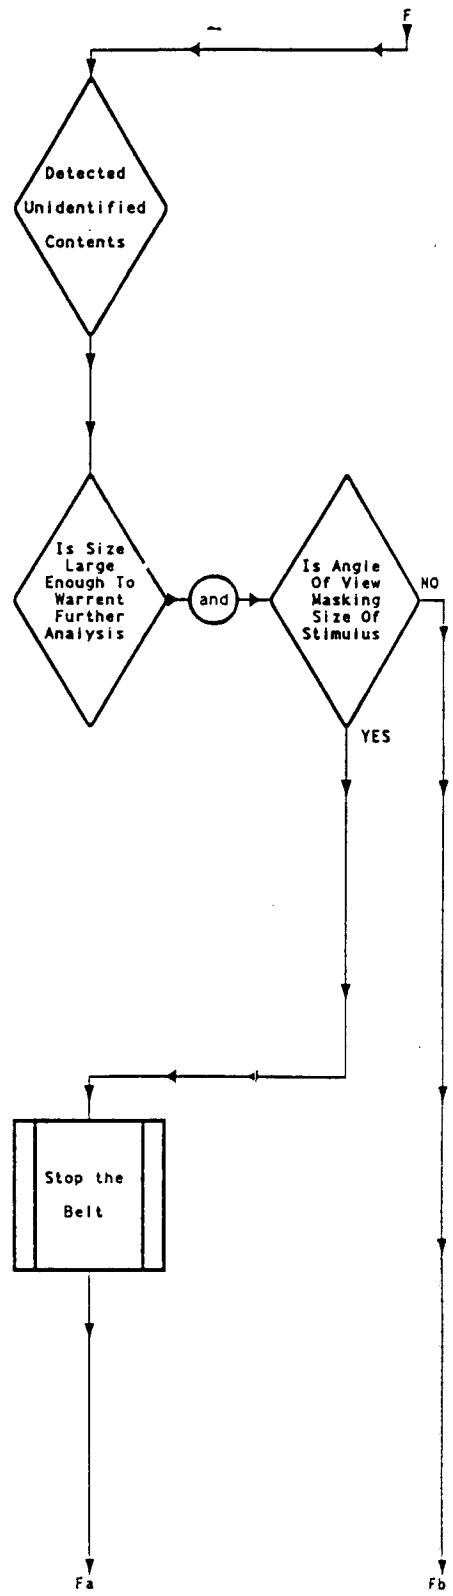 F
Detected
Unidentified
Contents
Is Size
Large
Enough To
Warrent
Further
Analysis
and
Is Angle
Of View
Masking
Size Of
Stimulus
NO
YES
Stop the
Belt
Fa
Fb